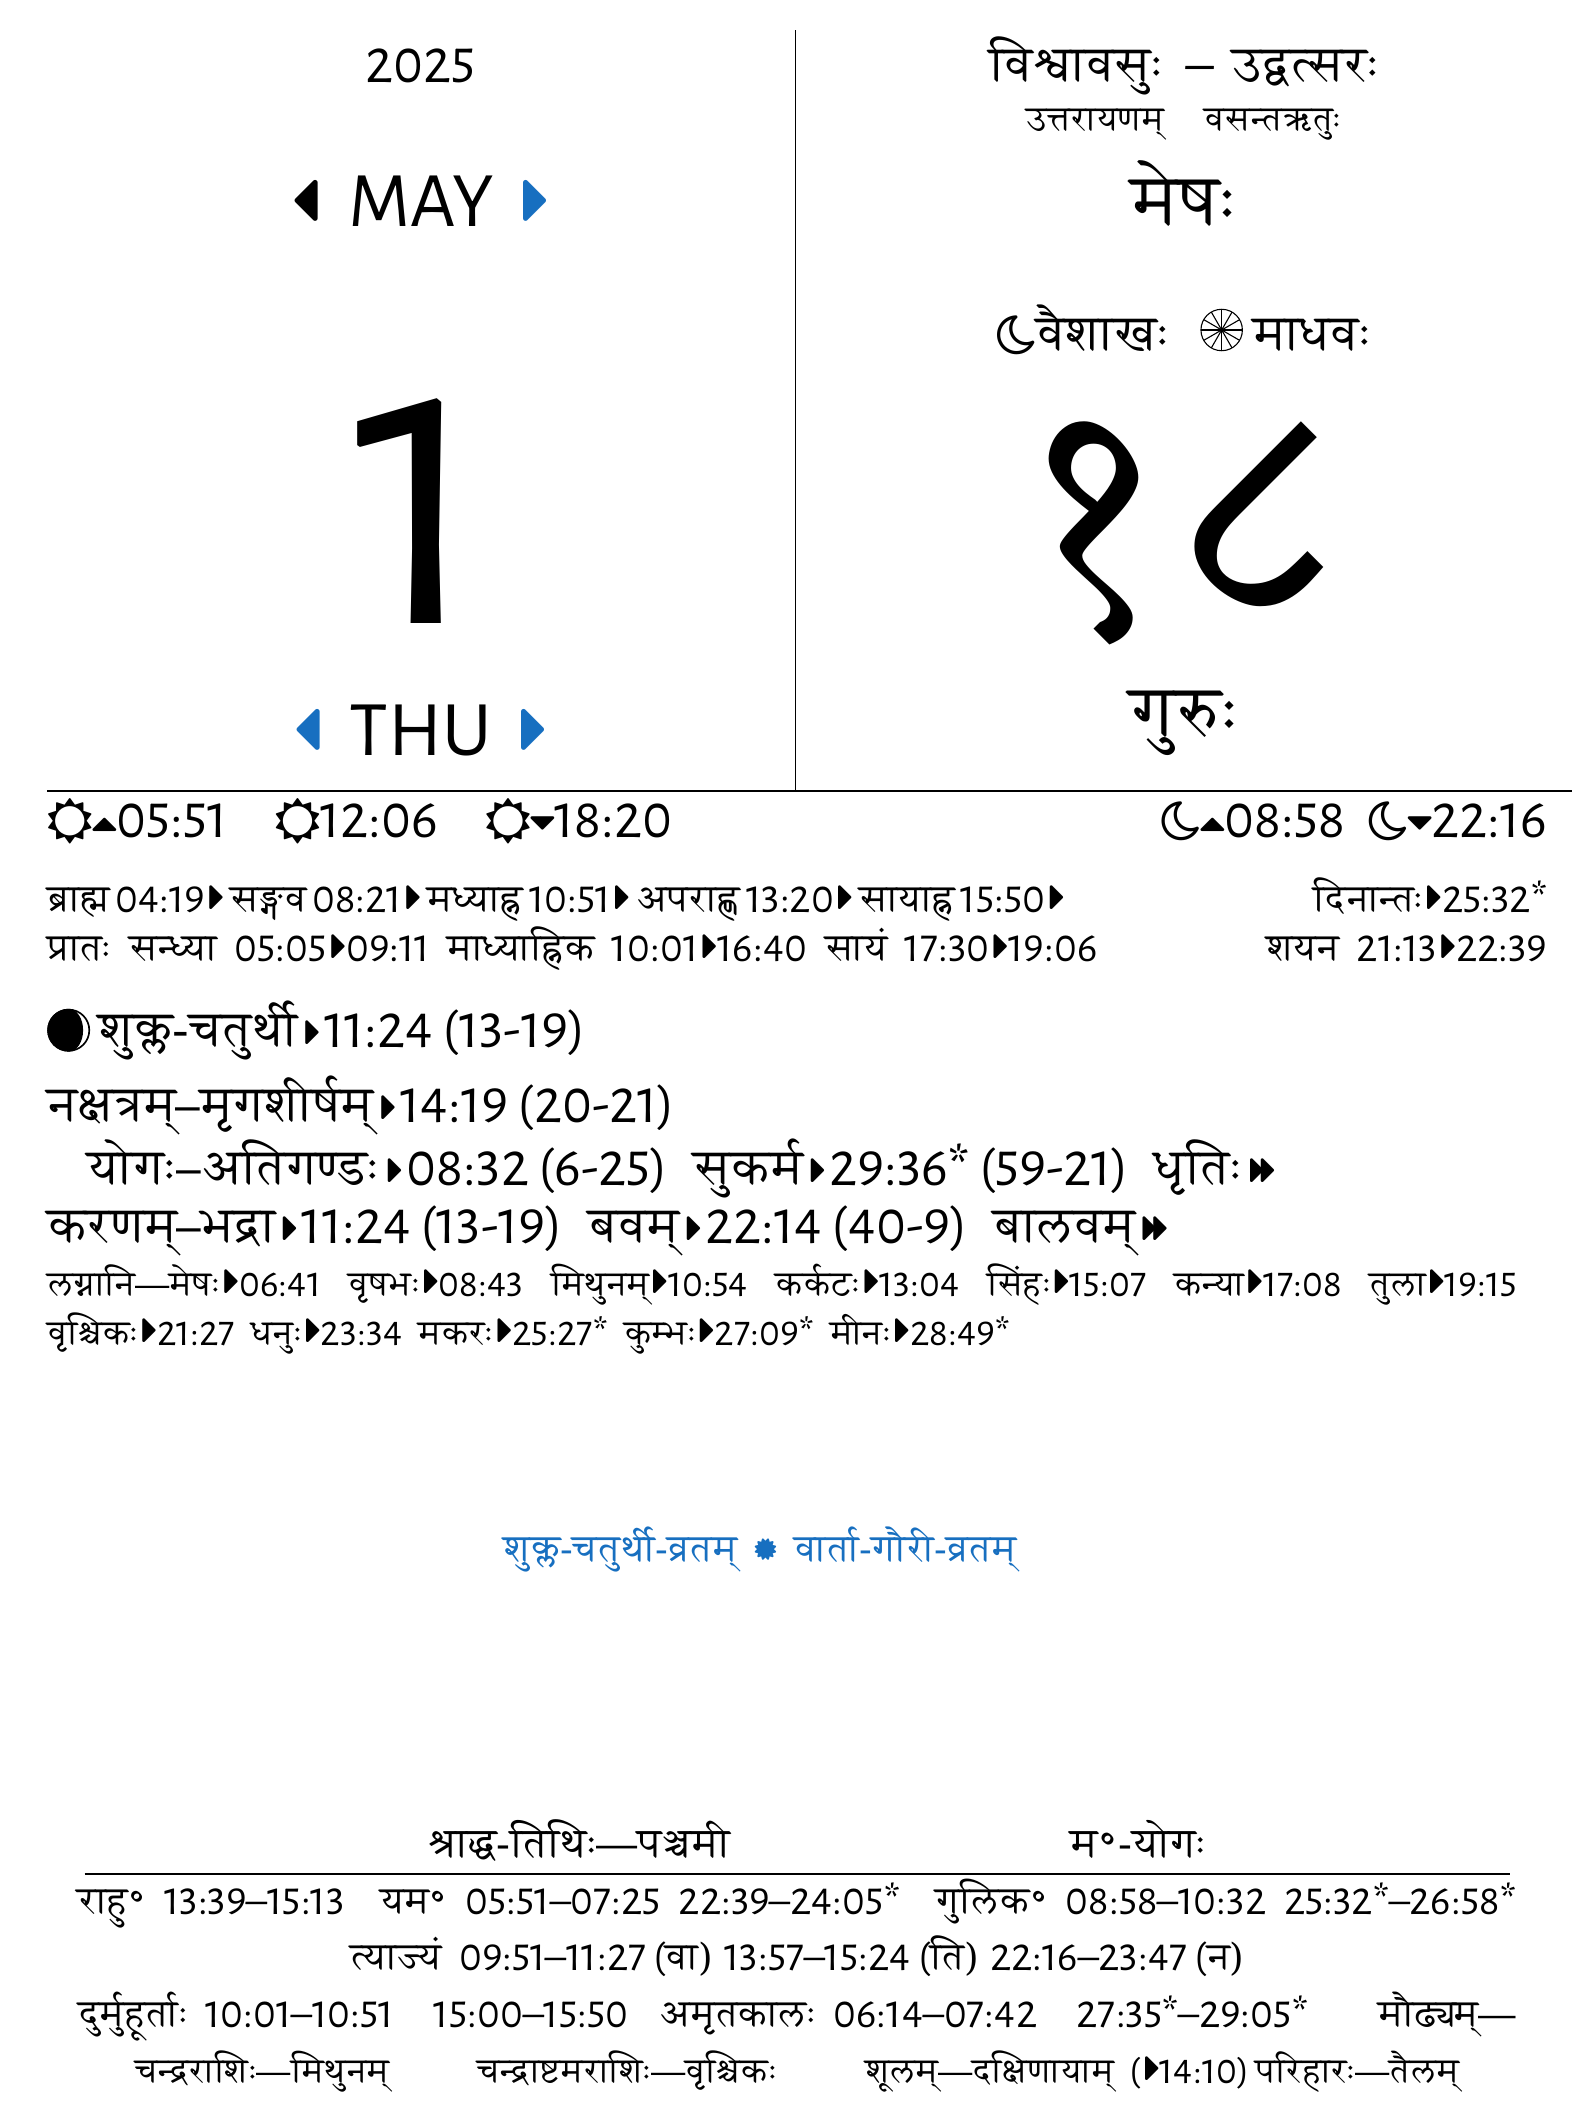 2025
MAY
1
THU
विश्वावसुः – उद्वत्सरः
उत्तरायणम् वसन्तऋतुः
मेषः
वैशाखः माधवः
१८
गुरुः
05:51 12:06 18:20 08:58 22:16
ब्राह्म 04:19 सङ्गव 08:21 मध्याह्न 10:51 अपराह्ण 13:20 सायाह्न 15:50 दिनान्तः 25:32*
प्रातः सन्ध्या 05:05 09:11 माध्याह्निक 10:01 16:40 सायं 17:30 19:06 शयन 21:13 22:39
शुक्ल-चतुर्थी 11:24 (13-19)
नक्षत्रम्–मृगशीर्षम् 14:19 (20-21)
योगः–अतिगण्डः 08:32 (6-25) सुकर्म 29:36* (59-21) धृतिः
करणम्–भद्रा 11:24 (13-19) बवम् 22:14 (40-9) बालवम्
लग्नानि—मेषः 06:41 वृषभः 08:43 मिथुनम् 10:54 कर्कटः 13:04 सिंहः 15:07 कन्या 17:08 तुला 19:15
वृश्चिकः 21:27 धनुः 23:34 मकरः 25:27* कुम्भः 27:09* मीनः 28:49*
शुक्ल-चतुर्थी-व्रतम् ✹ वार्ता-गौरी-व्रतम्
श्राद्ध-तिथिः—पञ्चमी म॰-योगः
राहु॰ 13:39–15:13 यम॰ 05:51–07:25 22:39–24:05* गुलिक॰ 08:58–10:32 25:32*–26:58*
त्याज्यं 09:51–11:27 (वा) 13:57–15:24 (ति) 22:16–23:47 (न)
दुर्मुहूर्ताः 10:01–10:51 15:00–15:50 अमृतकालः 06:14–07:42 27:35*–29:05* मौढ्यम्—
चन्द्रराशिः—मिथुनम् चन्द्राष्टमराशिः—वृश्चिकः शूलम्—दक्षिणायाम् (14:10) परिहारः—तैलम्